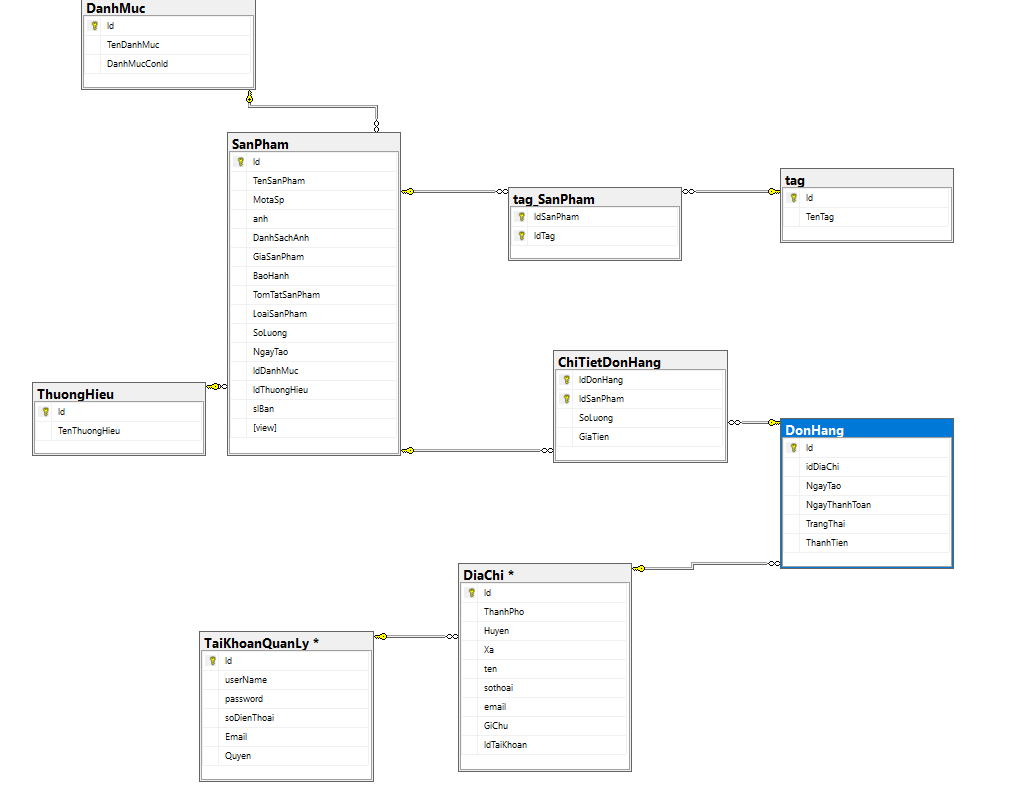 DanhMuc
Id
TenDanhMuc
DanhMucConId
SanPham
Id
TenSanPham
MotaSp
anh
DanhSachAnh
GiaSanPham
BaoHanh
TomTatSanPham
LoaiSanPham
SoLuong
NgayTao
IdDanhMuc
IdThuongHieu
slBan
[view]
tag_SanPham
IdSanPham
IdTag
tag
Id
TenTag
ThuongHieu
Id
TenThuongHieu
ChiTietDonHang
IdDonHang
IdSanPham
SoLuong
GiaTien
DonHang
Id
idDiaChi
NgayTao
NgayThanhToan
TrangThai
ThanhTien
DiaChi *
Id
ThanhPho
Huyen
Xa
ten
sothoai
email
GiChu
IdTaiKhoan
TaiKhoanQuanLy *
Id
userName
password
soDienThoai
Email
Quyen